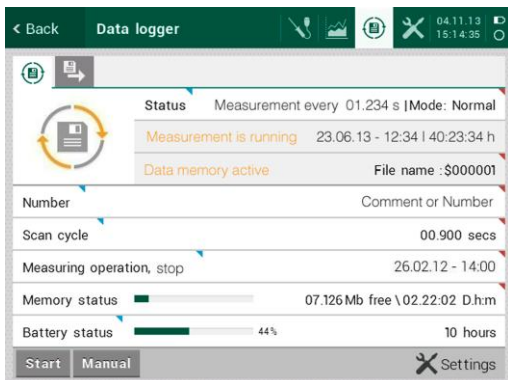 < Back Data logger 04.11.13
15:14:35
Status Measurement every 01.234 s |Mode: Normal
Measurement is running 23.06.13 - 12:34 | 40:23:34 h
Data memory active File name :$000001
Number Comment or Number
Scan cycle 00.900 secs
Measuring operation, stop 26.02.12 - 14:00
Memory status 07.126 Mb free \ 02.22:02 D.h:m
Battery status 44% 10 hours
Start Manual Settings